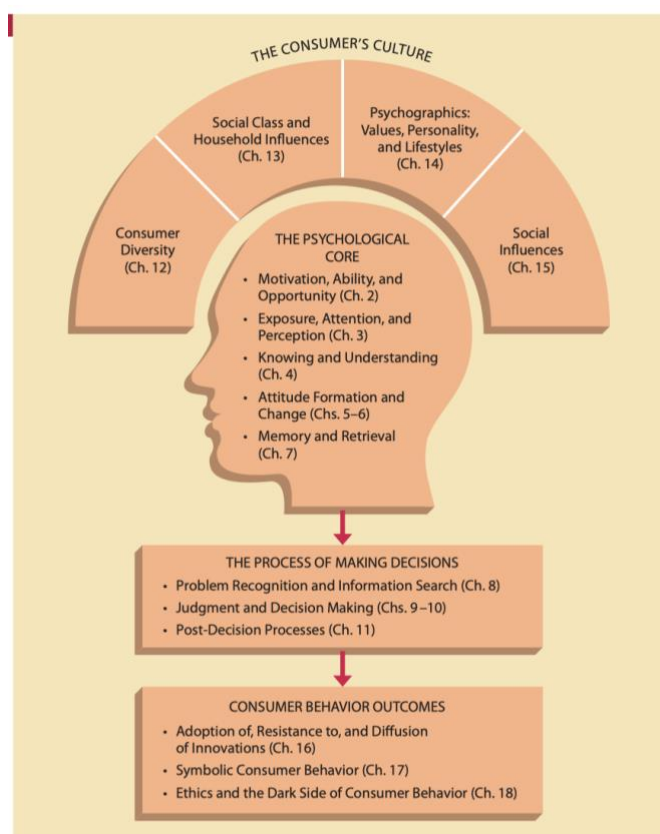 THE CONSUMER'S CULTURE
Consumer
Diversity
(Ch. 12)
Social Class and
Household Influences
(Ch. 13)
Psychographics:
Values, Personality,
and Lifestyles
(Ch. 14)
Social
Influences
(Ch. 15)
THE PSYCHOLOGICAL
CORE
• Motivation, Ability, and
Opportunity (Ch. 2)
• Exposure, Attention, and
Perception (Ch. 3)
• Knowing and Understanding
(Ch. 4)
• Attitude Formation and
Change (Chs. 5–6)
• Memory and Retrieval
(Ch. 7)
THE PROCESS OF MAKING DECISIONS
• Problem Recognition and Information Search (Ch. 8)
• Judgment and Decision Making (Chs. 9–10)
• Post-Decision Processes (Ch. 11)
CONSUMER BEHAVIOR OUTCOMES
• Adoption of, Resistance to, and Diffusion
of Innovations (Ch. 16)
• Symbolic Consumer Behavior (Ch. 17)
• Ethics and the Dark Side of Consumer Behavior (Ch. 18)